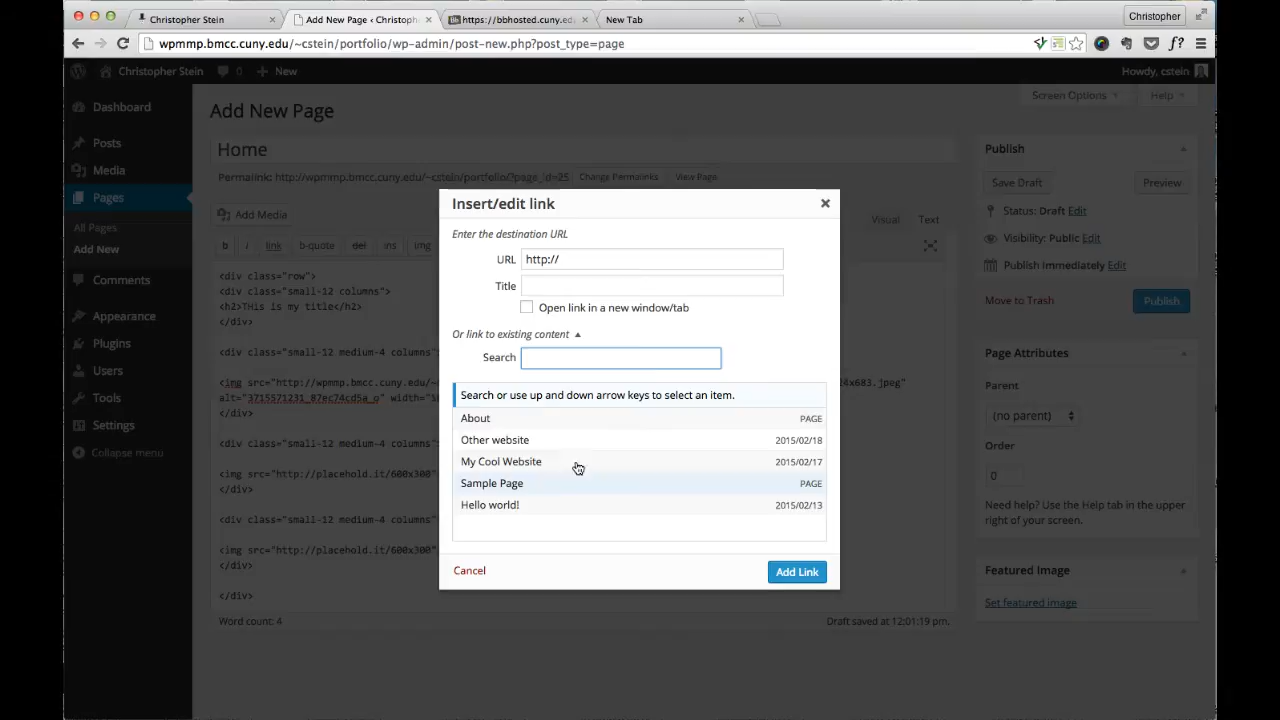 Christopher Stein
Add New Page ‹ Christoph
https://bbhosted.cuny.ed
New Tab
Christopher
wpmmp.bmcc.cuny.edu/~cstein/portfolio/wp-admin/post-new.php?post_type=page
f?
Christopher Stein
0
New
Howdy, cstein
Screen Options
Help
Dashboard
Posts
Media
Pages
All Pages
Add New
Comments
Appearance
Plugins
Users
Tools
Settings
Collapse menu
Add New Page
Home
Permalink: http://wpmmp.bmcc.cuny.edu/~cstein/portfolio/?page_id=25
Change Permalinks
View Page
Add Media
Visual
Text
b
i
link
b-quote
del
ins
img
<div class="row">
<div class="small-12 columns">
<h2>This is my title</h2>
</div>
<div class="small-12 medium-4 columns"
<img src="http://wpmmp.bmcc.cuny.edu/~
24x683.jpeg"
alt="3715571231_87ec74cd5a_o" width="
</div>
<div class="small-12 medium-4 columns"
<img src="http://placehold.it/600x300"
</div>
<div class="small-12 medium-4 columns"
<img src="http://placehold.it/600x300"
</div>
</div>
Word count: 4
Draft saved at 12:01:19 pm.
Insert/edit link
Enter the destination URL
URL
http://
Title
Open link in a new window/tab
Or link to existing content
Search
Search or use up and down arrow keys to select an item.
About
PAGE
Other website
2015/02/18
My Cool Website
2015/02/17
Sample Page
PAGE
Hello world!
2015/02/13
Cancel
Add Link
Publish
Save Draft
Preview
Status: Draft Edit
Visibility: Public Edit
Publish immediately Edit
Move to Trash
Publish
Page Attributes
Parent
(no parent)
Order
0
Need help? Use the Help tab in the upper
right of your screen.
Featured Image
Set featured image